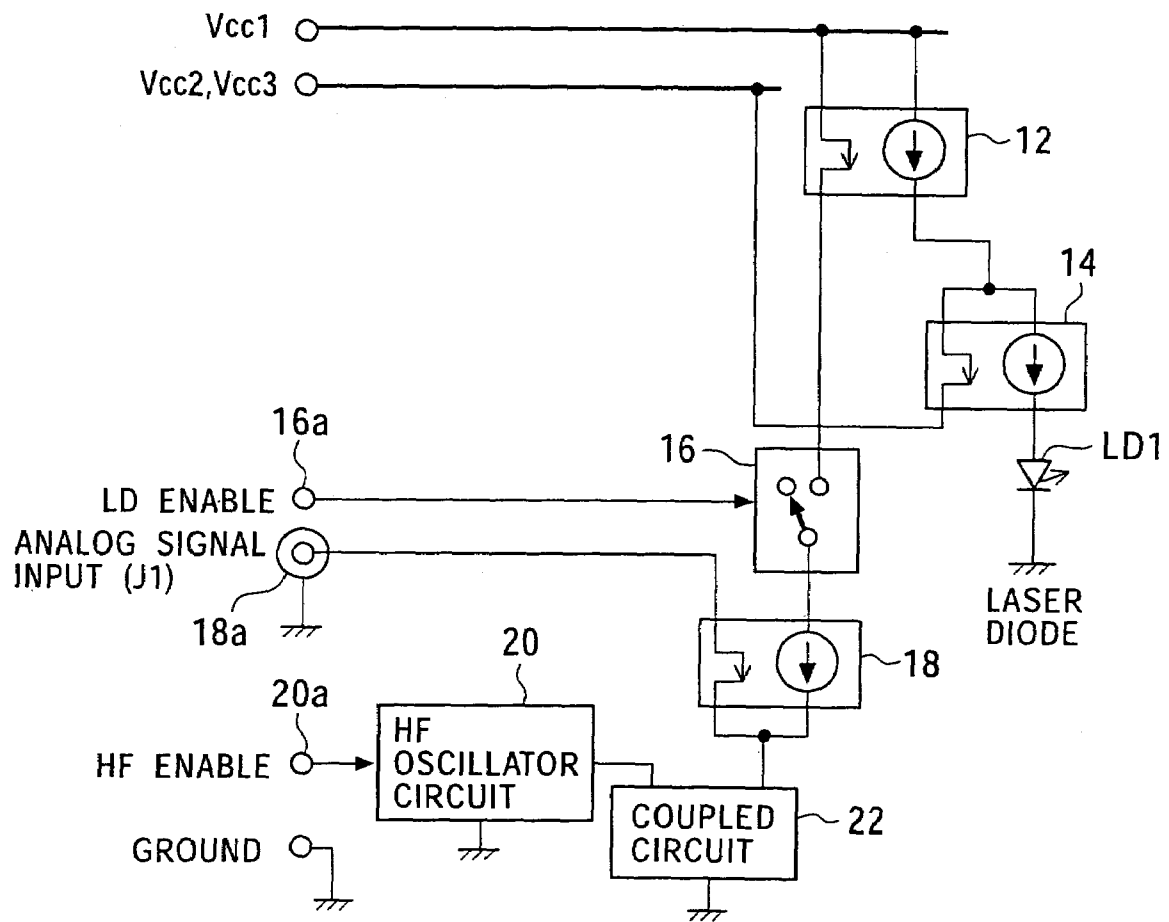 Vcc1
Vcc2,Vcc3
12
14
16a
16
LD1
LD ENABLE
ANALOG SIGNAL
INPUT (J1)
18a
LASER
DIODE
20
18
20a
HF ENABLE
HF
OSCILLATOR
CIRCUIT
COUPLED
CIRCUIT
22
GROUND